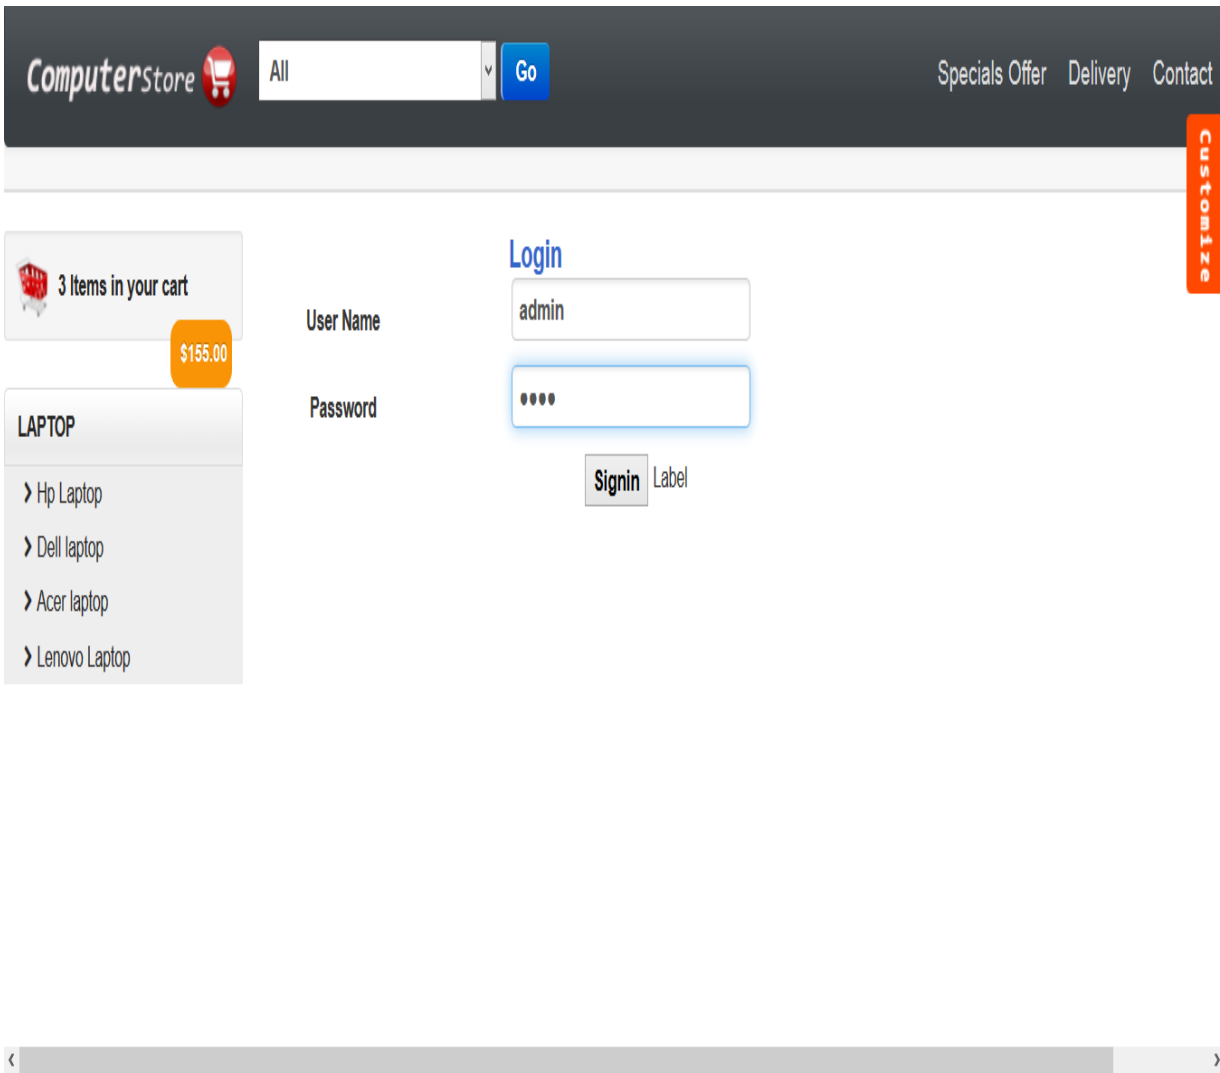 Computerstore
All
Go
Specials Offer Delivery Contact
Customize
3 Items in your cart
$155.00
LAPTOP
Hp Laptop
Dell laptop
Acer laptop
Lenovo Laptop
Login
User Name admin
Password ••••
Signin Label